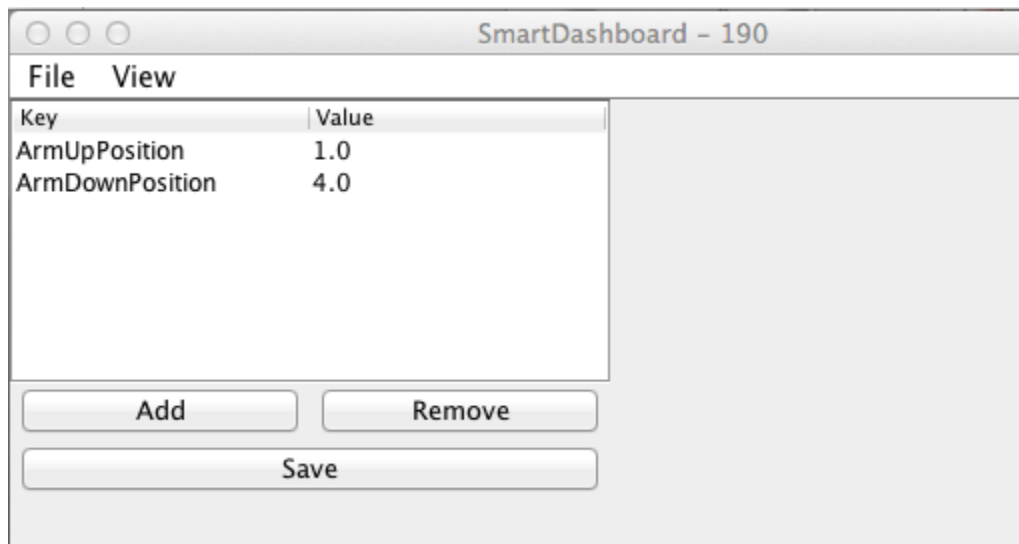 SmartDashboard – 190
File View
Key Value
ArmUpPosition 1.0
ArmDownPosition 4.0
Add Remove
Save